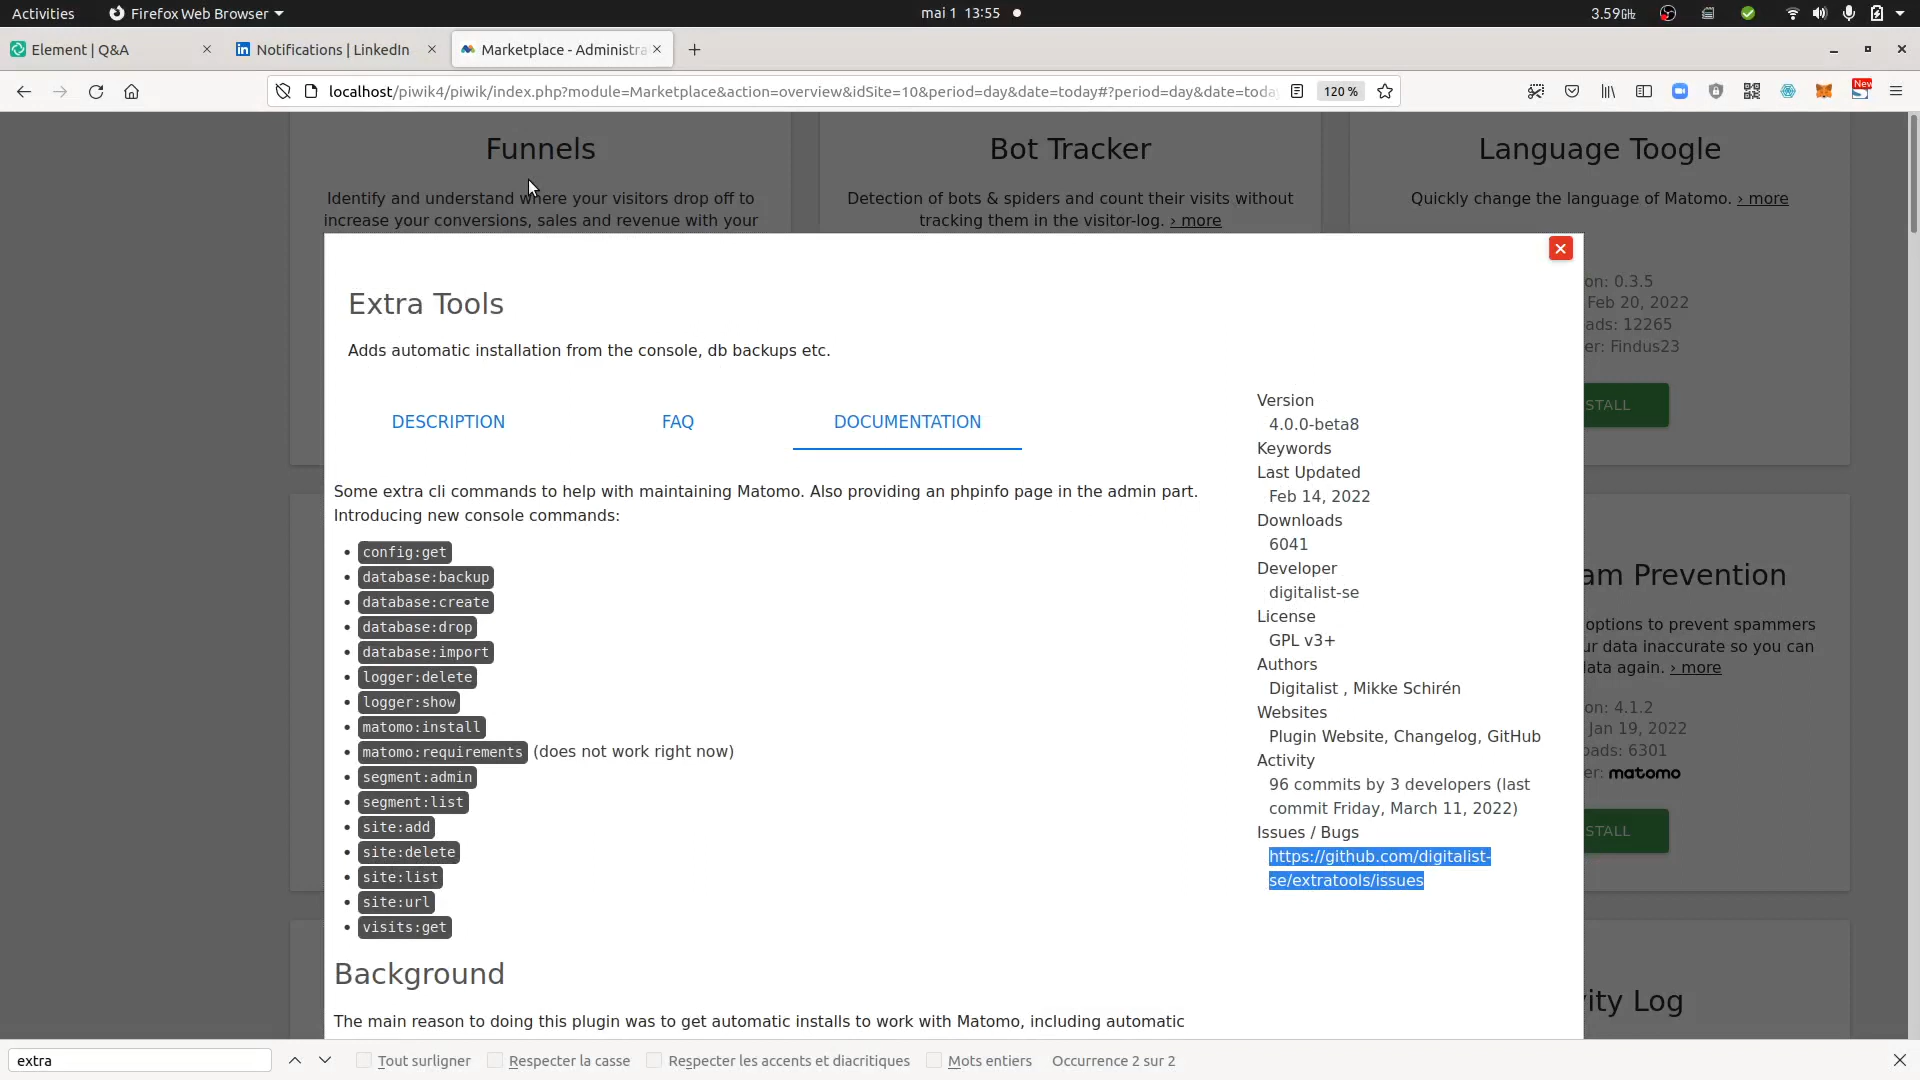 Activities
Firefox Web Browser
mai 1 13:55
3.59GHz
Element | Q&A
Notifications | LinkedIn
Marketplace - Administra
localhost/piwik4/piwik/index.php?module=Marketplace&action=overview&idSite=10&period=day&date=today#?period=day&date=toda
120 %
New
Funnels
Bot Tracker
Language Toogle
Identify and understand where your visitors drop off to
increase your conversions, sales and revenue with your
Detection of bots & spiders and count their visits without
tracking them in the visitor-log. › more
Quickly change the language of Matomo. › more
Extra Tools
Adds automatic installation from the console, db backups etc.
DESCRIPTION
FAQ
DOCUMENTATION
Some extra cli commands to help with maintaining Matomo. Also providing an phpinfo page in the admin part.
Introducing new console commands:
• config:get
• database:backup
• database:create
• database:drop
• database:import
• logger:delete
• logger:show
• matomo:install
• matomo:requirements (does not work right now)
• segment:admin
• segment:list
• site:add
• site:delete
• site:list
• site:url
• visits:get
Background
The main reason to doing this plugin was to get automatic installs to work with Matomo, including automatic
Version
4.0.0-beta8
Keywords
Last Updated
Feb 14, 2022
Downloads
6041
Developer
digitalist-se
License
GPL v3+
Authors
Digitalist , Mikke Schirén
Websites
Plugin Website, Changelog, GitHub
Activity
96 commits by 3 developers (last
commit Friday, March 11, 2022)
Issues / Bugs
https://github.com/digitalist-
se/extratools/issues
on: 0.3.5
Feb 20, 2022
ads: 12265
er: Findus23
STALL
am Prevention
options to prevent spammers
ur data inaccurate so you can
data again. › more
on: 4.1.2
Jan 19, 2022
oads: 6301
er: matomo
STALL
ity Log
extra
Tout surligner
Respecter la casse
Respecter les accents et diacritiques
Mots entiers
Occurrence 2 sur 2